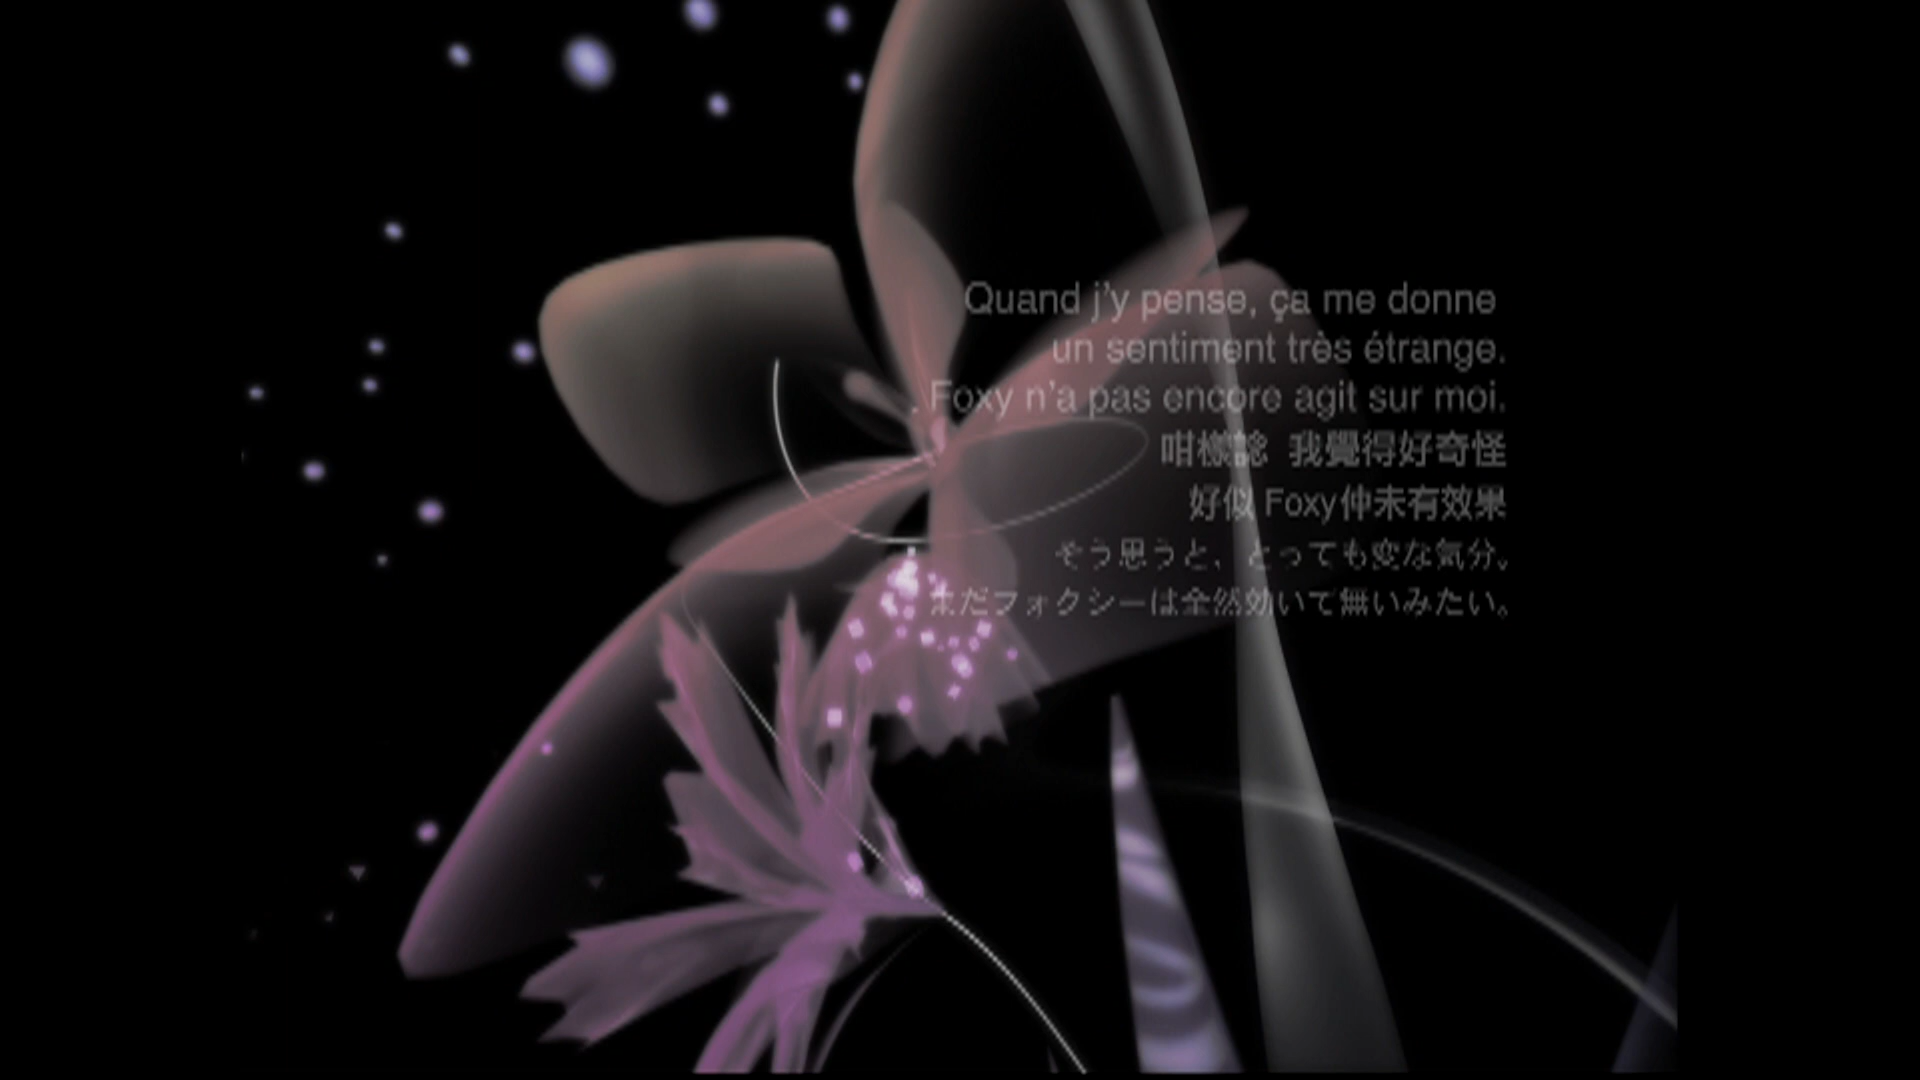 Quand j'y pense, ça me donne
un sentiment très étrange.
Foxy n'a pas encore agit sur moi.
咁樣諗 我覺得好奇怪
好似 Foxy仲未有效果
そう思うと、とっても変な気分。
まだフォクシーは全然効いて無いみたい。